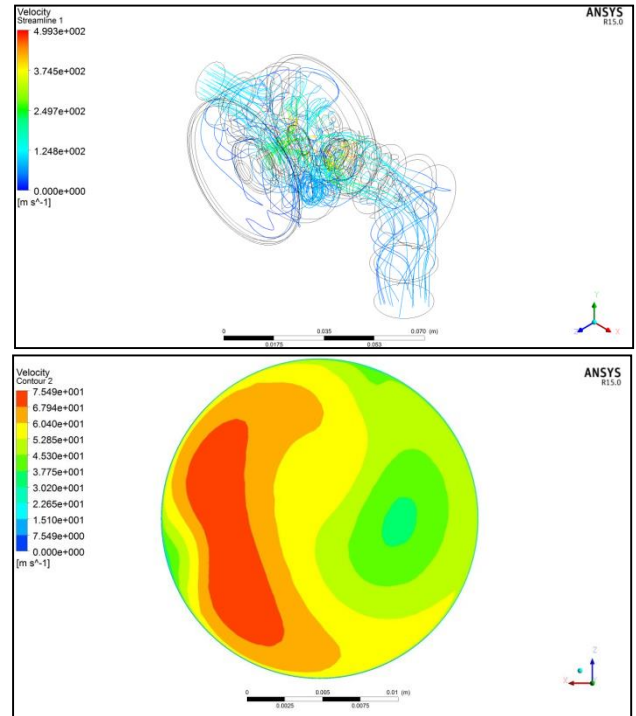 Velocity
Streamline 1
4.993e+002
3.745e+002
2.497e+002
1.248e+002
0.000e+000
[m s^-1]
ANSYS
R15.0
0 0.035 0.070 (m)
0.0175 0.053
Y
Z X
Velocity
Contour 2
7.549e+001
6.794e+001
6.040e+001
5.285e+001
4.530e+001
3.775e+001
3.020e+001
2.265e+001
1.510e+001
7.549e+000
0.000e+000
[m s^-1]
ANSYS
R15.0
0 0.005 0.01 (m)
0.0025 0.0075
Z
X